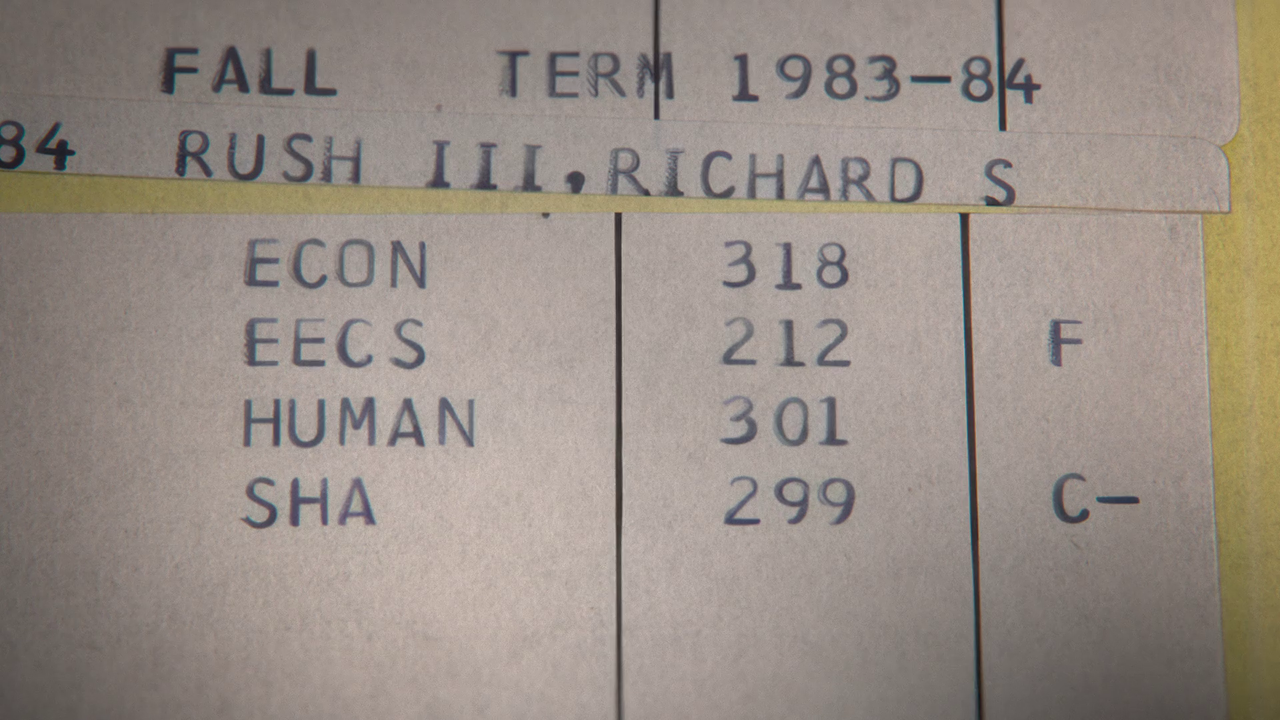 FALL TERM 1983-84
84 RUSH III, RICHARD S
ECON 318
EECS 212 F
HUMAN 301
SHA 299 C-